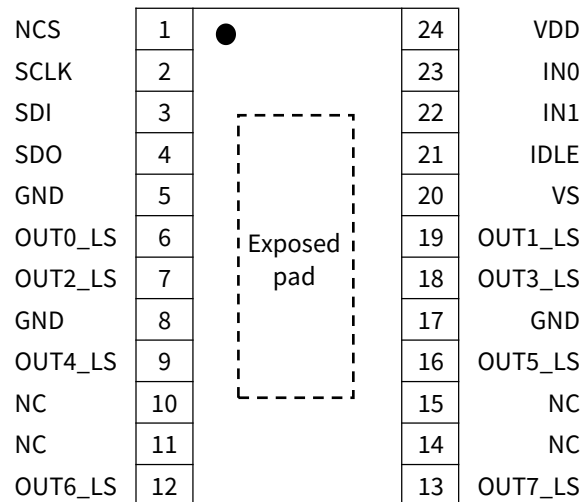 NCS 1 24 VDD
SCLK 2 23 IN0
SDI 3 22 IN1
SDO 4 21 IDLE
GND 5 20 VS
OUT0_LS 6 Exposed 19 OUT1_LS
OUT2_LS 7 pad 18 OUT3_LS
GND 8 17 GND
OUT4_LS 9 16 OUT5_LS
NC 10 15 NC
NC 11 14 NC
OUT6_LS 12 13 OUT7_LS